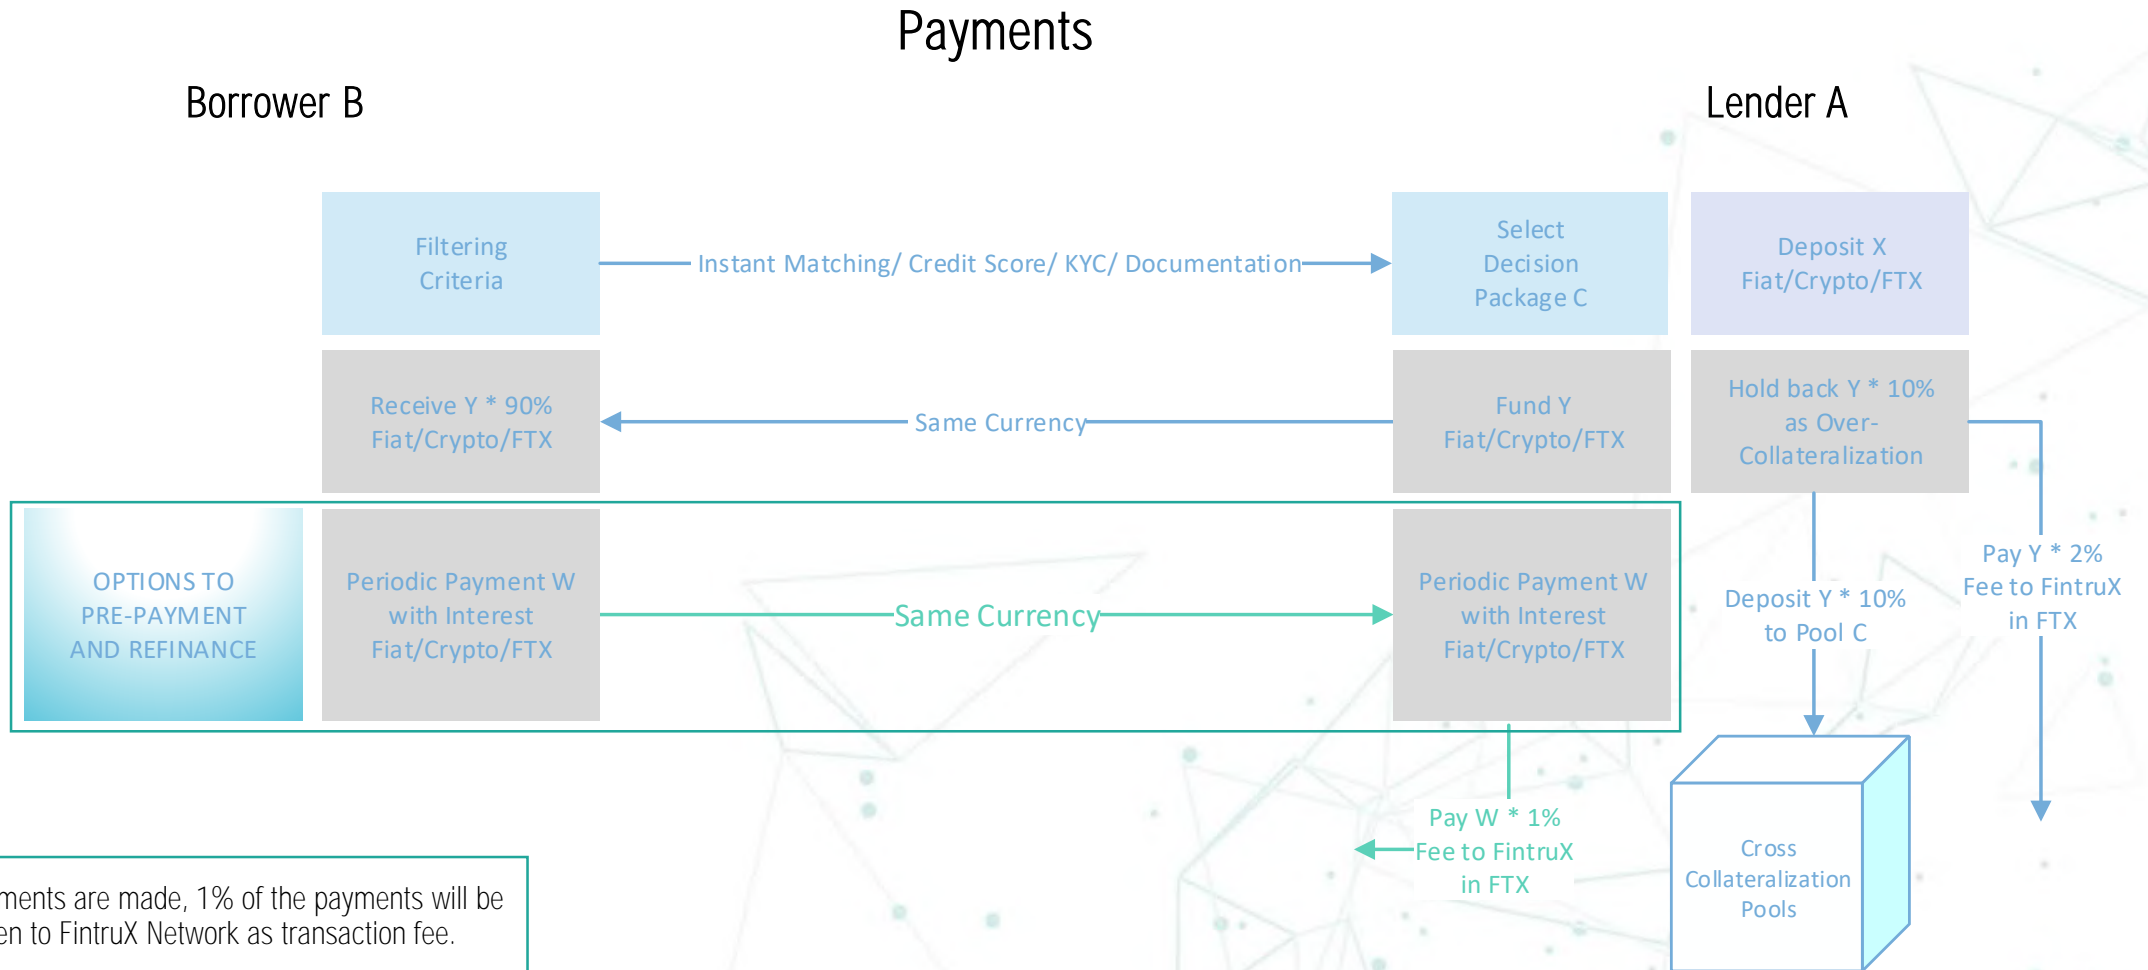 Payments
Borrower B
Lender A
Filtering
Criteria
Instant Matching/ Credit Score/ KYC/ Documentation
Select
Decision
Package C
Deposit X
Fiat/Crypto/FTX
Receive Y * 90%
Fiat/Crypto/FTX
Same Currency
Fund Y
Fiat/Crypto/FTX
Hold back Y * 10%
as Over-
Collateralization
OPTIONS TO
PRE-PAYMENT
AND REFINANCE
Periodic Payment W
with Interest
Fiat/Crypto/FTX
Same Currency
Periodic Payment W
with Interest
Fiat/Crypto/FTX
Deposit Y * 10%
to Pool C
Pay Y * 2%
Fee to FintruX
in FTX
Pay W * 1%
Fee to FintruX
in FTX
Cross
Collateralization
Pools
are made, 1% of the payments will be
to FintruX Network as transaction fee.